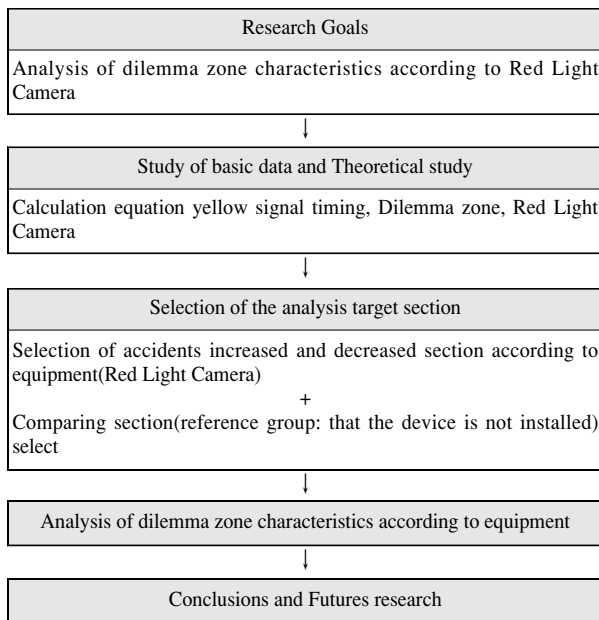 Research Goals
Analysis of dilemma zone characteristics according to Red Light
Camera
↓
Study of basic data and Theoretical study
Calculation equation yellow signal timing, Dilemma zone, Red Light
Camera
↓
Selection of the analysis target section
Selection of accidents increased and decreased section according to
equipment(Red Light Camera)
+
Comparing section(reference group: that the device is not installed)
select
↓
Analysis of dilemma zone characteristics according to equipment
↓
Conclusions and Futures research